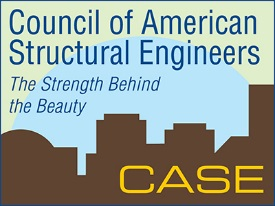 Council of American
Structural Engineers
The Strength Behind
the Beauty
CASE